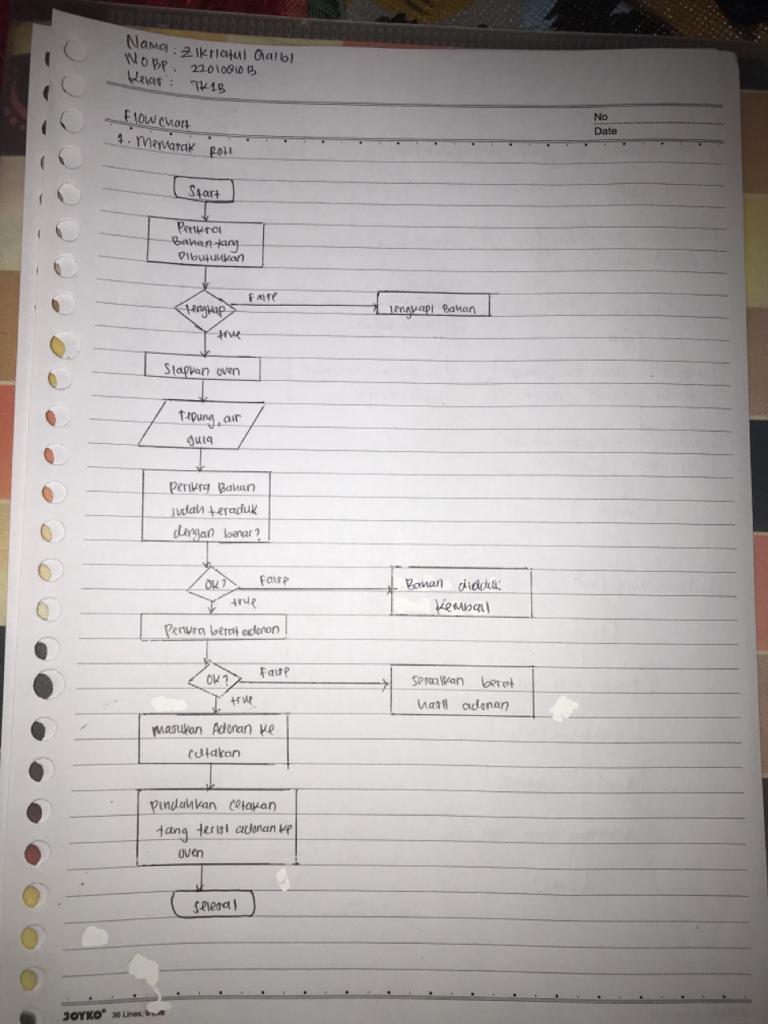 Nama : Zikriatul Qalbi
No Bp. 22010010B
Kelas : TK1B
No
Date
Flowchart
1. Memasak Roti
Start
Periksa
Bahan yang
Dibutuhkan
lengkap
False
lengkapi Bahan
true
Siapkan oven
Tepung, air
gula
Periksa Bahan
sudah teraduk
dengan benar?
OK?
False
Bahan diaduk
kembali
true
Periksa berat adonan
OK?
False
Sesuaikan berat
hasil adonan
true
Masukan Adonan ke
cetakan
Pindahkan Cetakan
yang terisi adonan ke
oven
selesai
JOYKO 36 Lines,